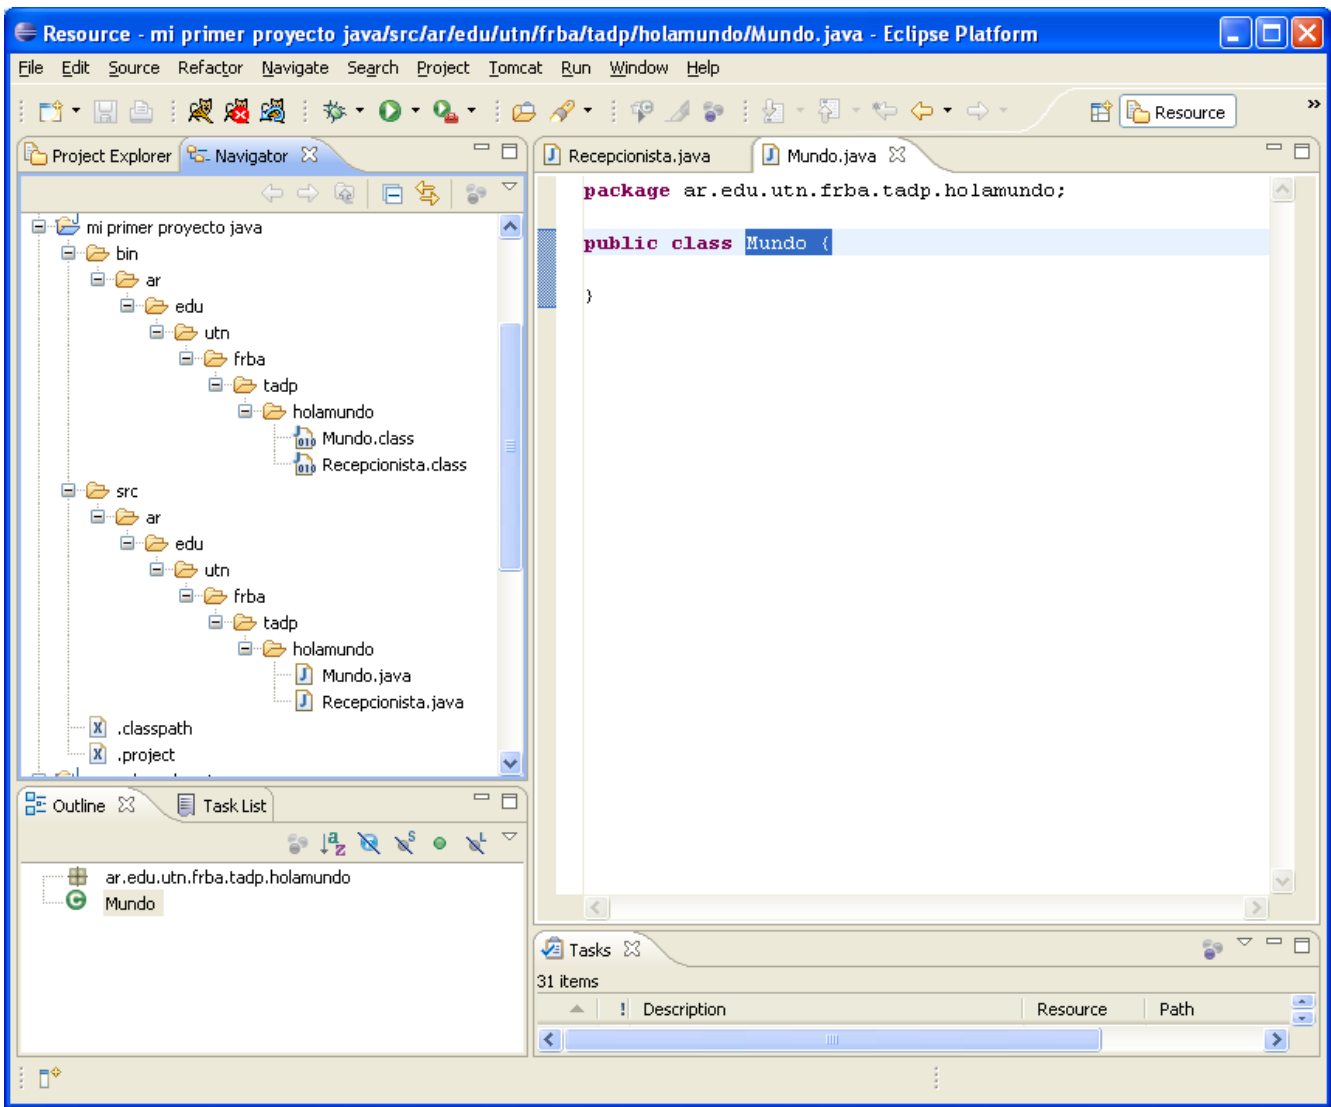 Resource - mi primer proyecto java/src/ar/edu/utn/frba/tadp/holamundo/Mundo.java - Eclipse Platform
File Edit Source Refactor Navigate Search Project Tomcat Run Window Help
Resource »
Project Explorer Navigator
mi primer proyecto java
bin
ar
edu
utn
frba
tadp
holamundo
Mundo.class
Recepcionista.class
src
ar
edu
utn
frba
tadp
holamundo
Mundo.java
Recepcionista.java
.classpath
.project
Recepcionista.java Mundo.java
package ar.edu.utn.frba.tadp.holamundo;
public class Mundo {
}
Outline Task List
ar.edu.utn.frba.tadp.holamundo
Mundo
Tasks
31 items
! Description Resource Path